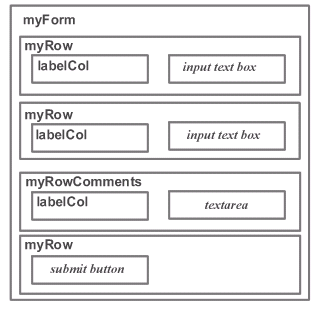 myForm
myRow
labelCol input text box
myRow
labelCol input text box
myRowComments
labelCol textarea
myRow
submit button